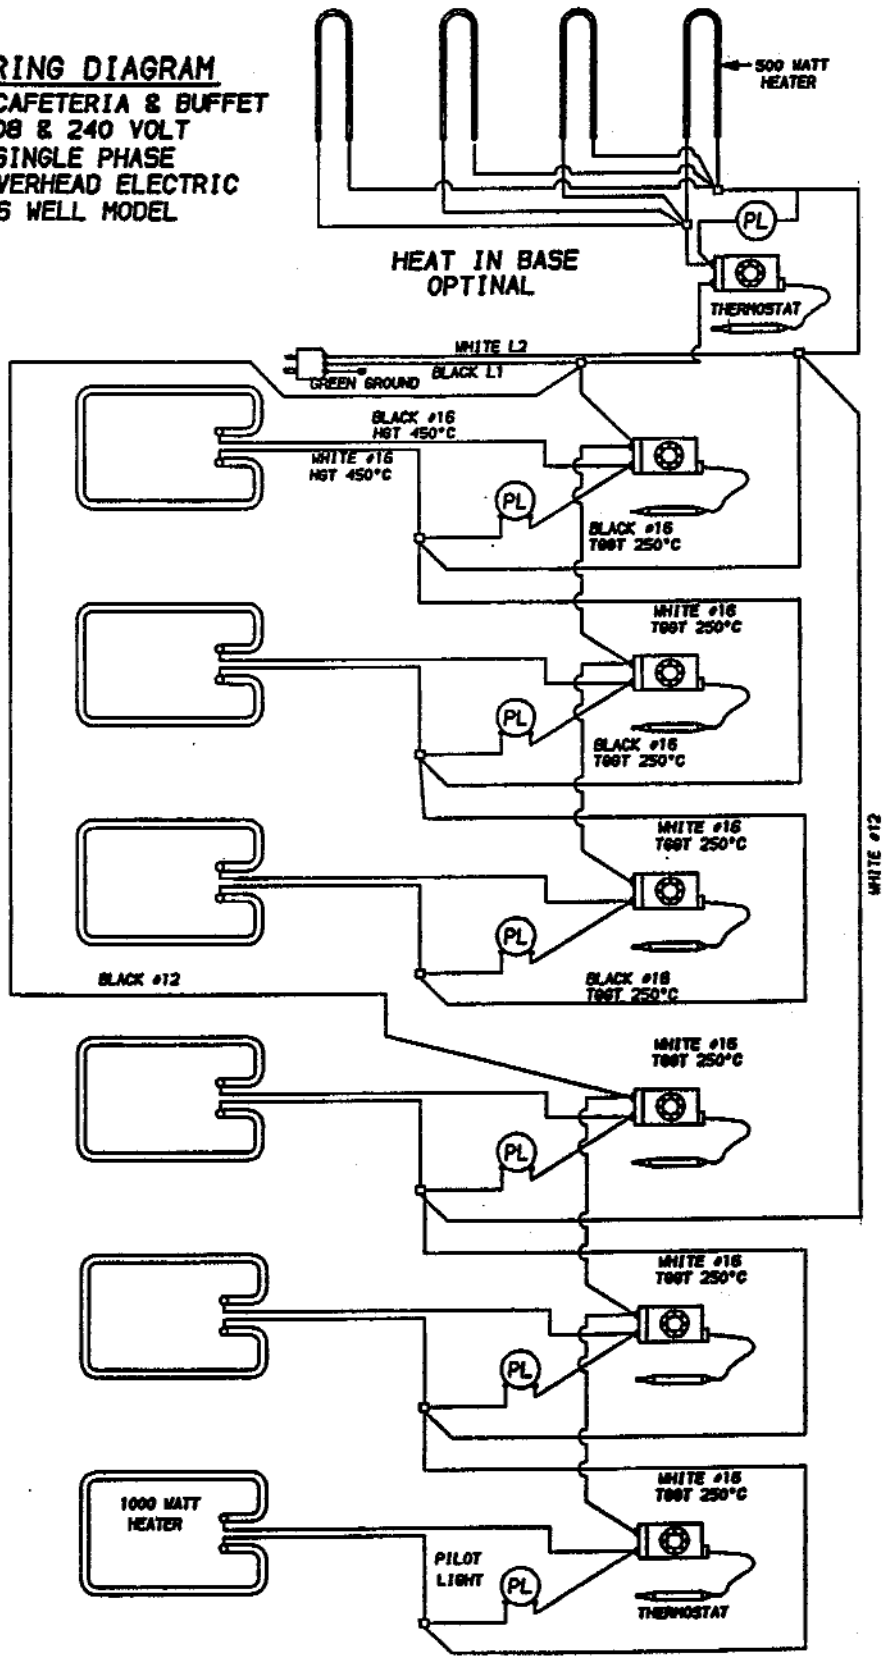 RING DIAGRAM
CAFETERIA & BUFFET
08 & 240 VOLT
SINGLE PHASE
VERHEAD ELECTRIC
6 WELL MODEL
500 WATT
HEATER
PL
HEAT IN BASE
OPTINAL
THERMOSTAT
WHITE L2
BLACK L1
GREEN GROUND
BLACK #16
HGT 450°C
WHITE #16
HGT 450°C
PL
BLACK #16
TGGT 250°C
WHITE #16
TGGT 250°C
PL
BLACK #16
TGGT 250°C
WHITE #16
TGGT 250°C
WHITE #12
PL
BLACK #12
BLACK #16
TGGT 250°C
WHITE #16
TGGT 250°C
PL
WHITE #16
TGGT 250°C
PL
WHITE #16
TGGT 250°C
1000 WATT
HEATER
PILOT
LIGHT
PL
THERMOSTAT